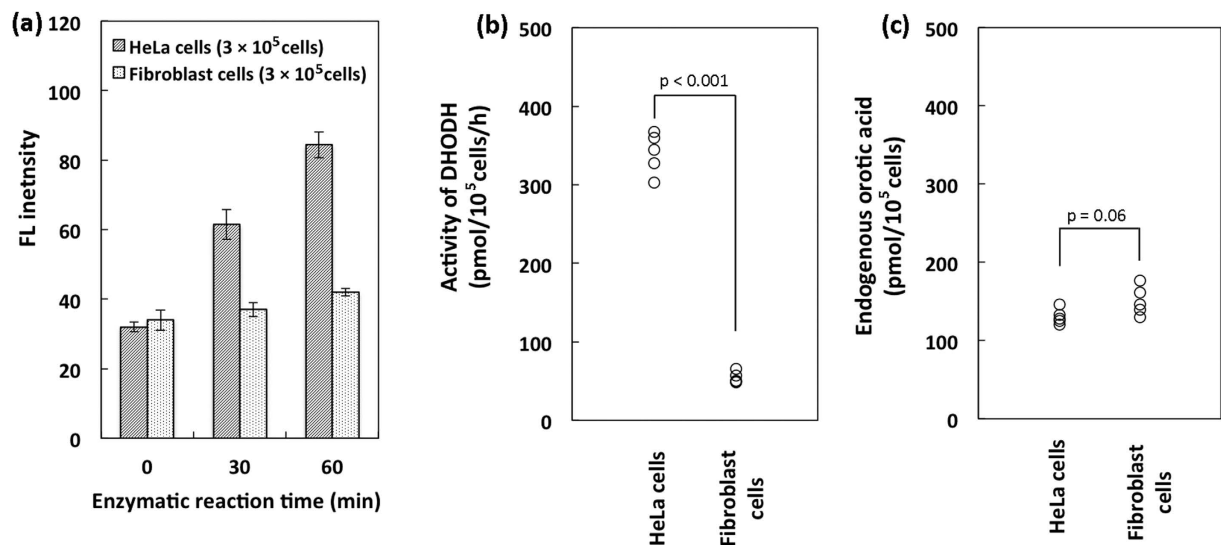 (a)
120
100
80
60
40
20
0
FL inetnsity
HeLa cells (3 × 10⁵cells)
Fibroblast cells (3 × 10⁵cells)
0 30 60
Enzymatic reaction time (min)
(b)
Activity of DHODH
(pmol/10⁵cells/h)
500
400
300
200
100
0
p < 0.001
HeLa cells
Fibroblast
cells
(c)
Endogenous orotic acid
(pmol/10⁵cells)
500
400
300
200
100
0
p = 0.06
HeLa cells
Fibroblast
cells